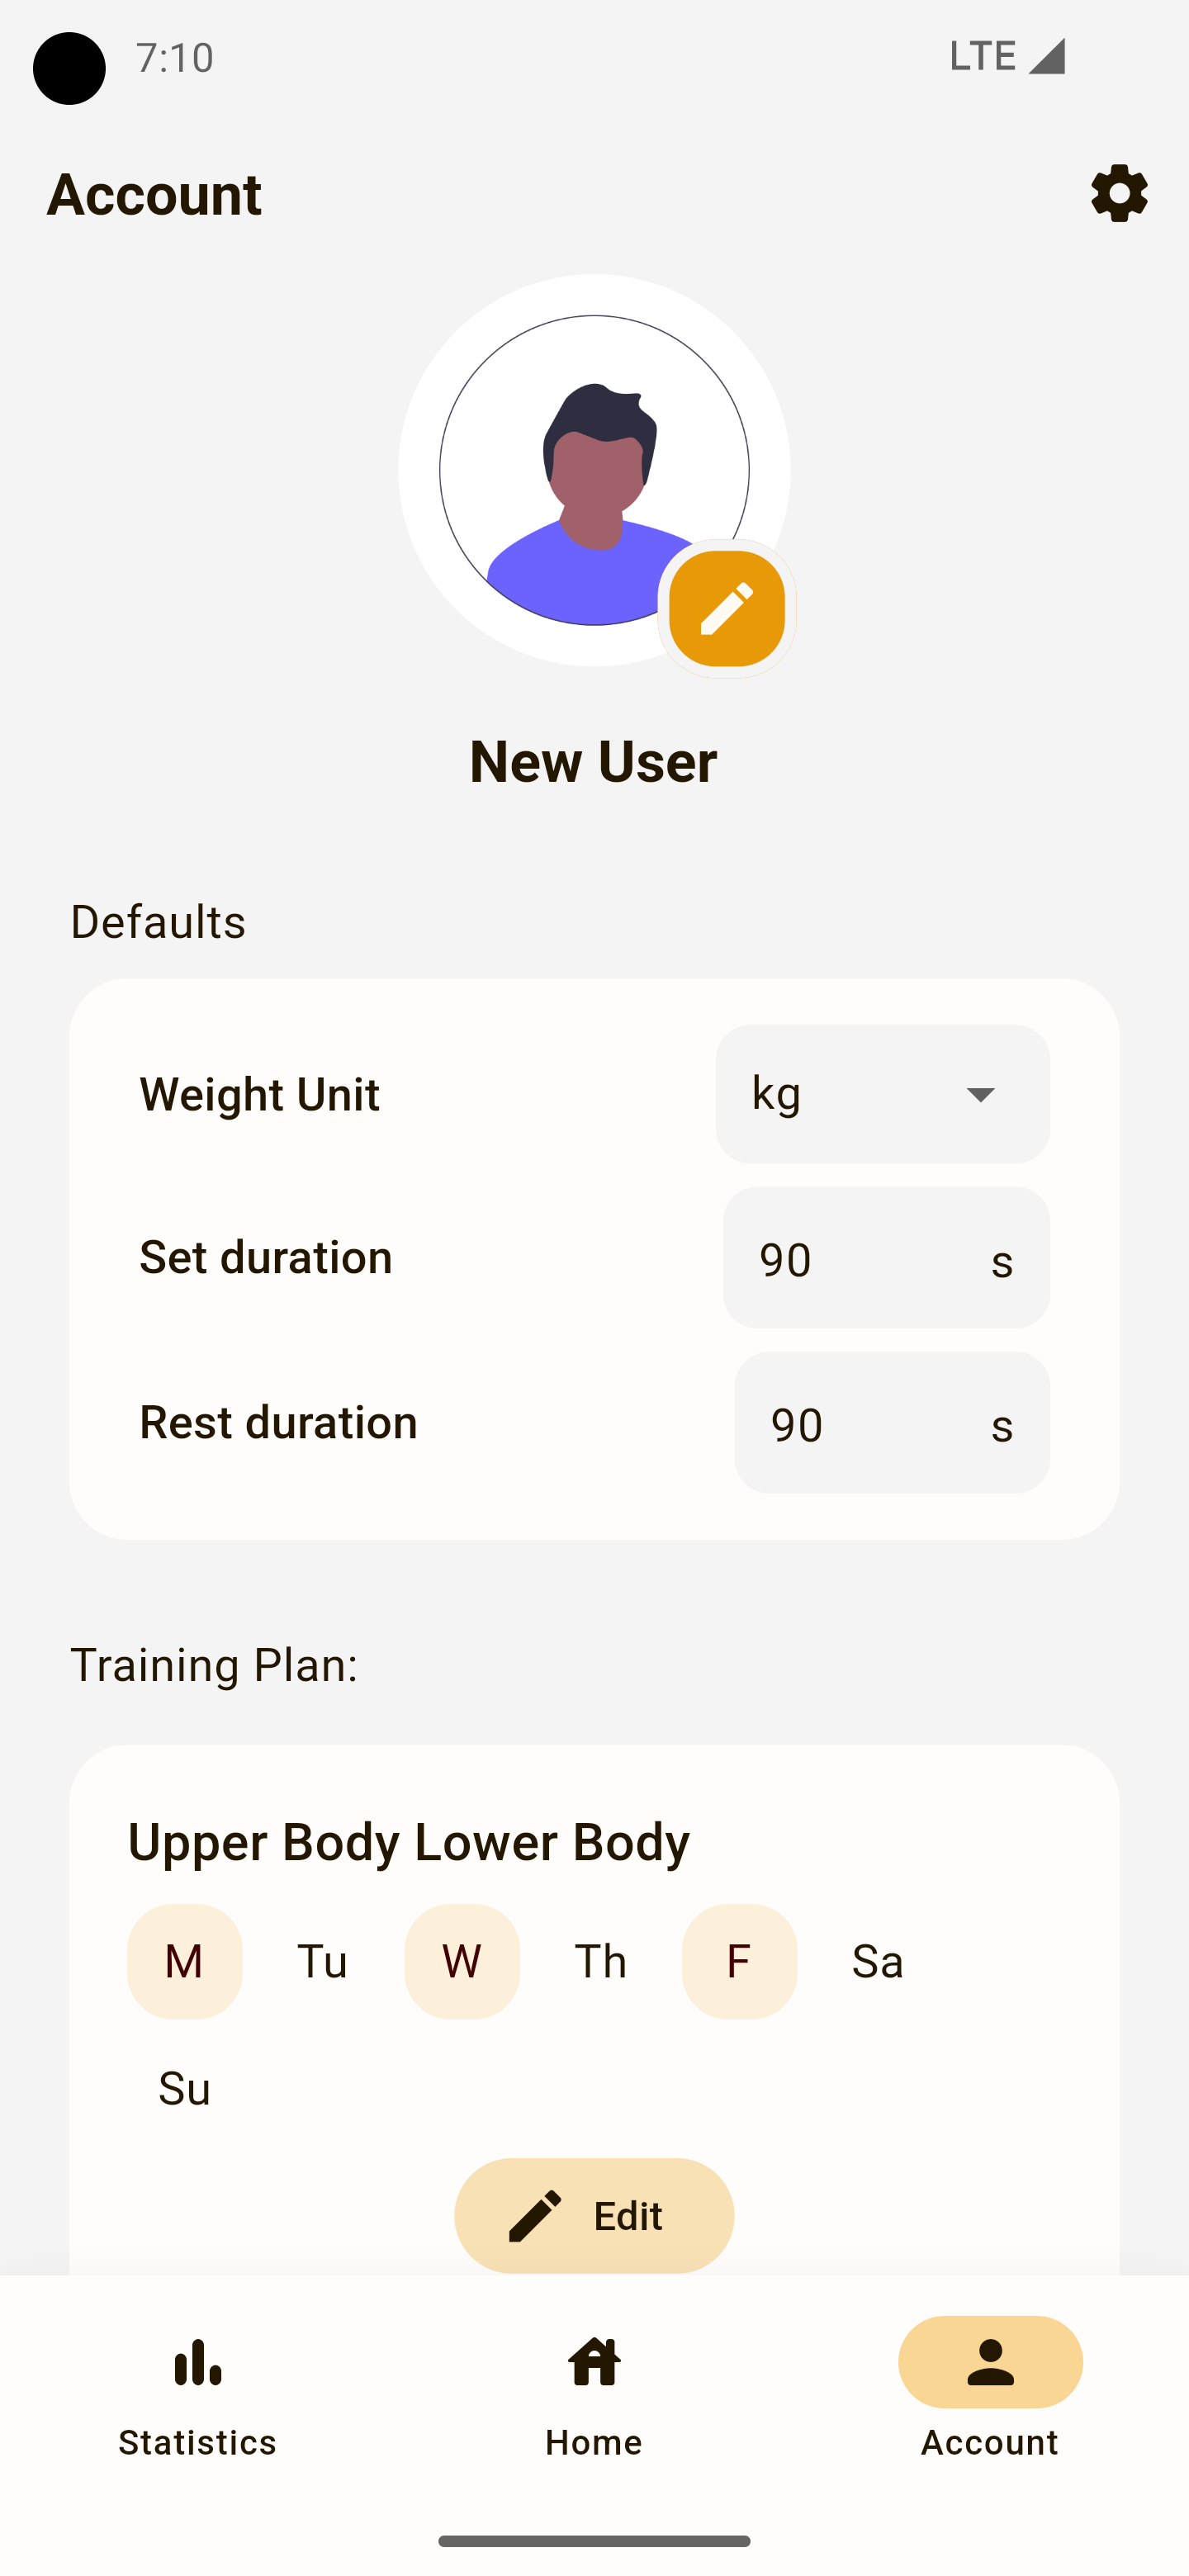 7:10 LTE
Account
New User
Defaults
Weight Unit kg
Set duration 90 s
Rest duration 90 s
Training Plan:
Upper Body Lower Body
M Tu W Th F Sa
Su
Edit
Statistics Home Account